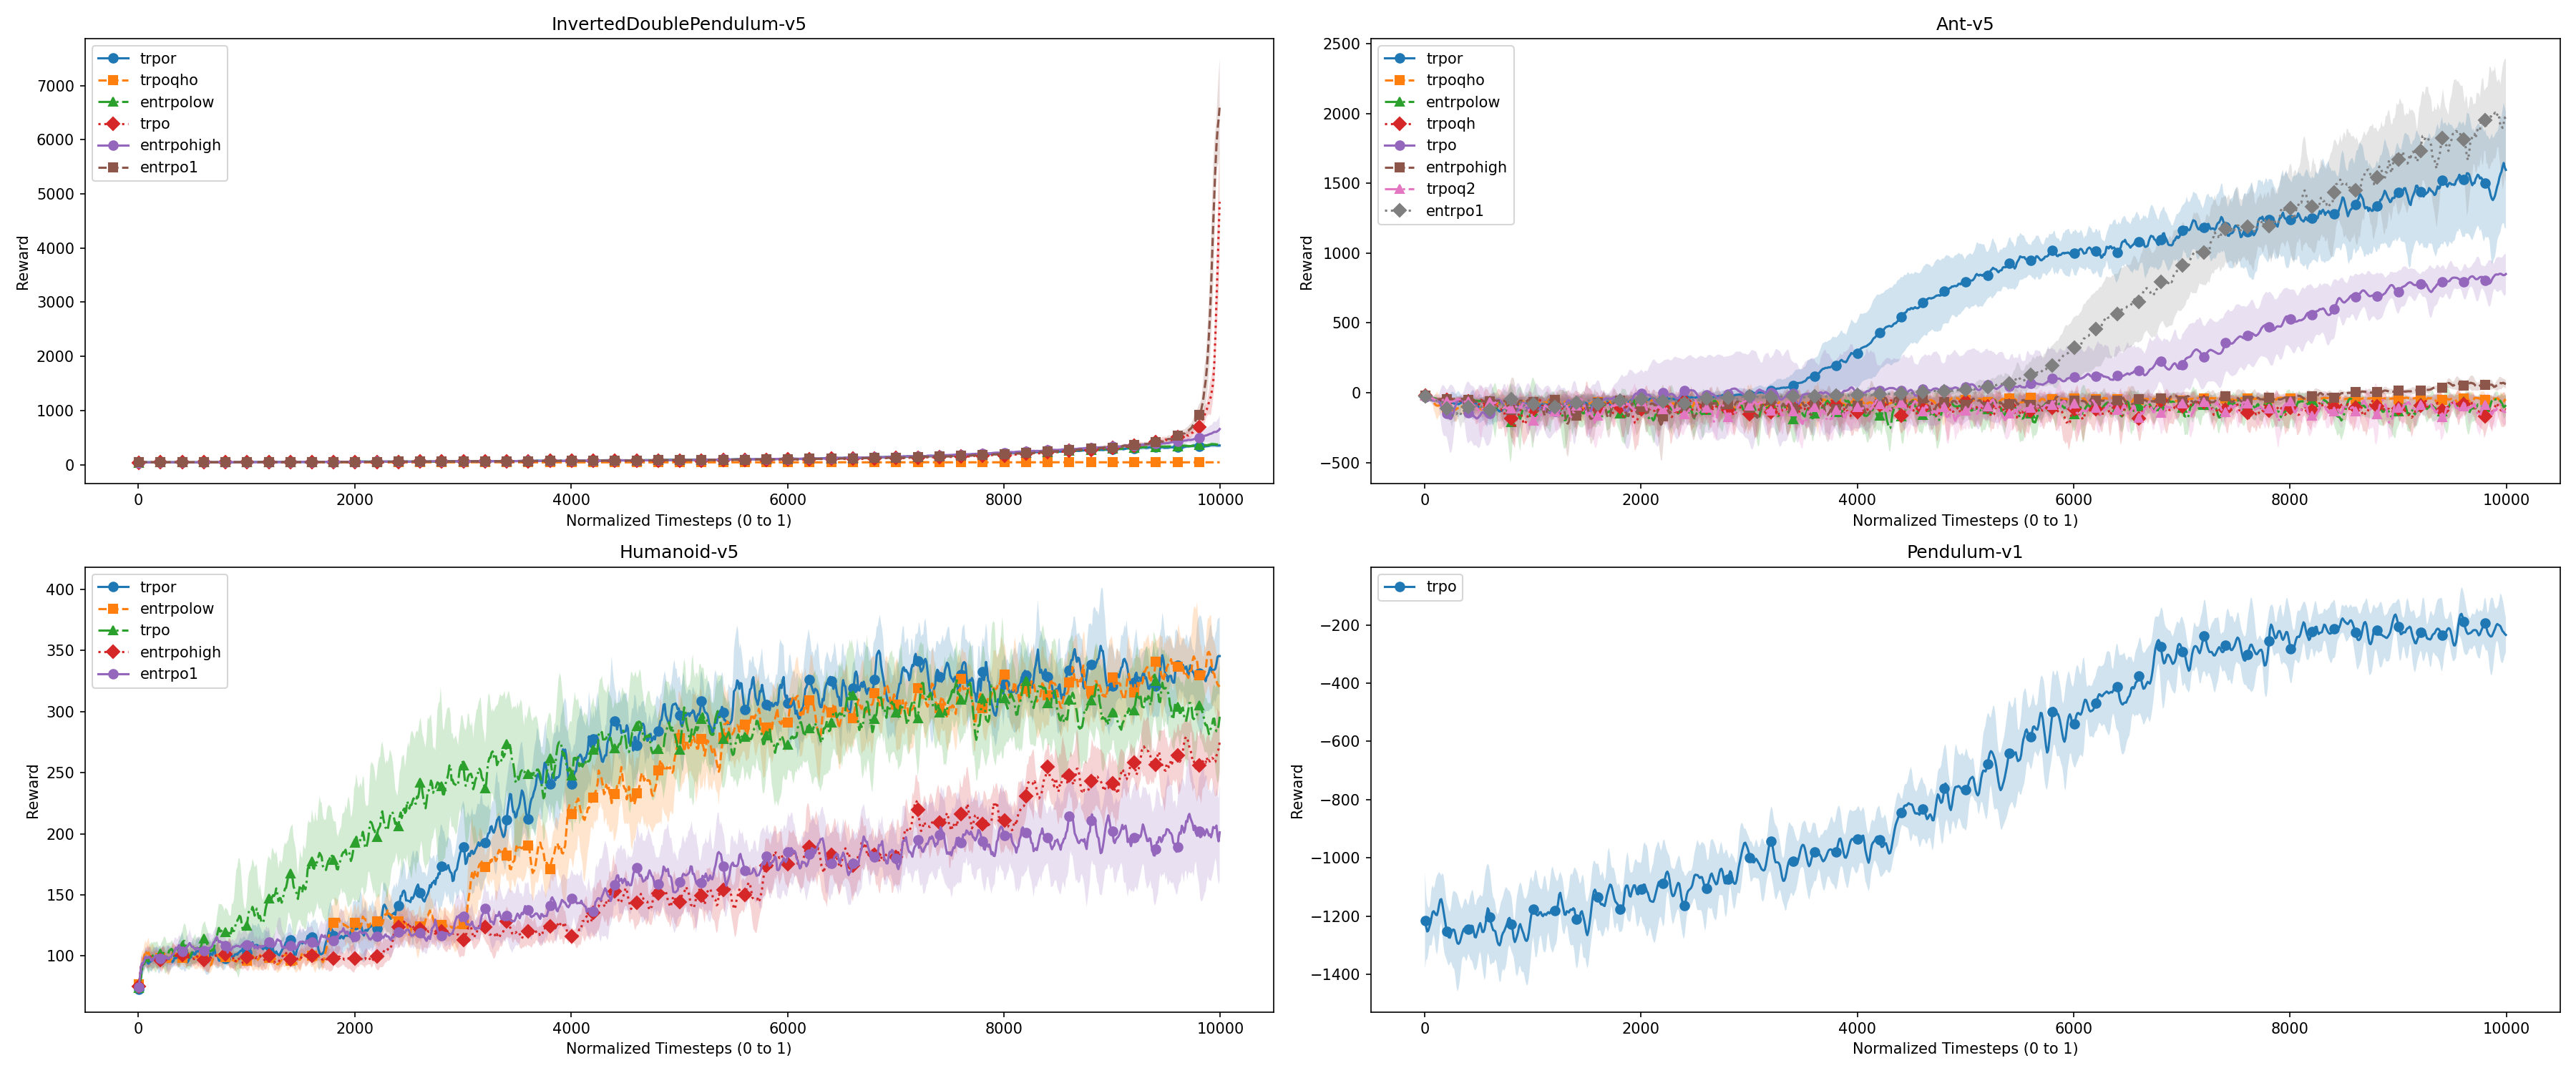 InvertedDoublePendulum-v5
trpor
trpoqho
entrpolow
trpo
entrpohigh
entrpo1
7000
6000
5000
4000
3000
2000
1000
0
Reward
0 2000 4000 6000 8000 10000
Normalized Timesteps (0 to 1)
Ant-v5
trpor
trpoqho
entrpolow
trpoqh
trpo
entrpohigh
trpoq2
entrpo1
2500
2000
1500
1000
500
0
−500
Reward
0 2000 4000 6000 8000 10000
Normalized Timesteps (0 to 1)
Humanoid-v5
trpor
entrpolow
trpo
entrpohigh
entrpo1
400
350
300
250
200
150
100
Reward
0 2000 4000 6000 8000 10000
Normalized Timesteps (0 to 1)
Pendulum-v1
trpo
−200
−400
−600
−800
−1000
−1200
−1400
Reward
0 2000 4000 6000 8000 10000
Normalized Timesteps (0 to 1)